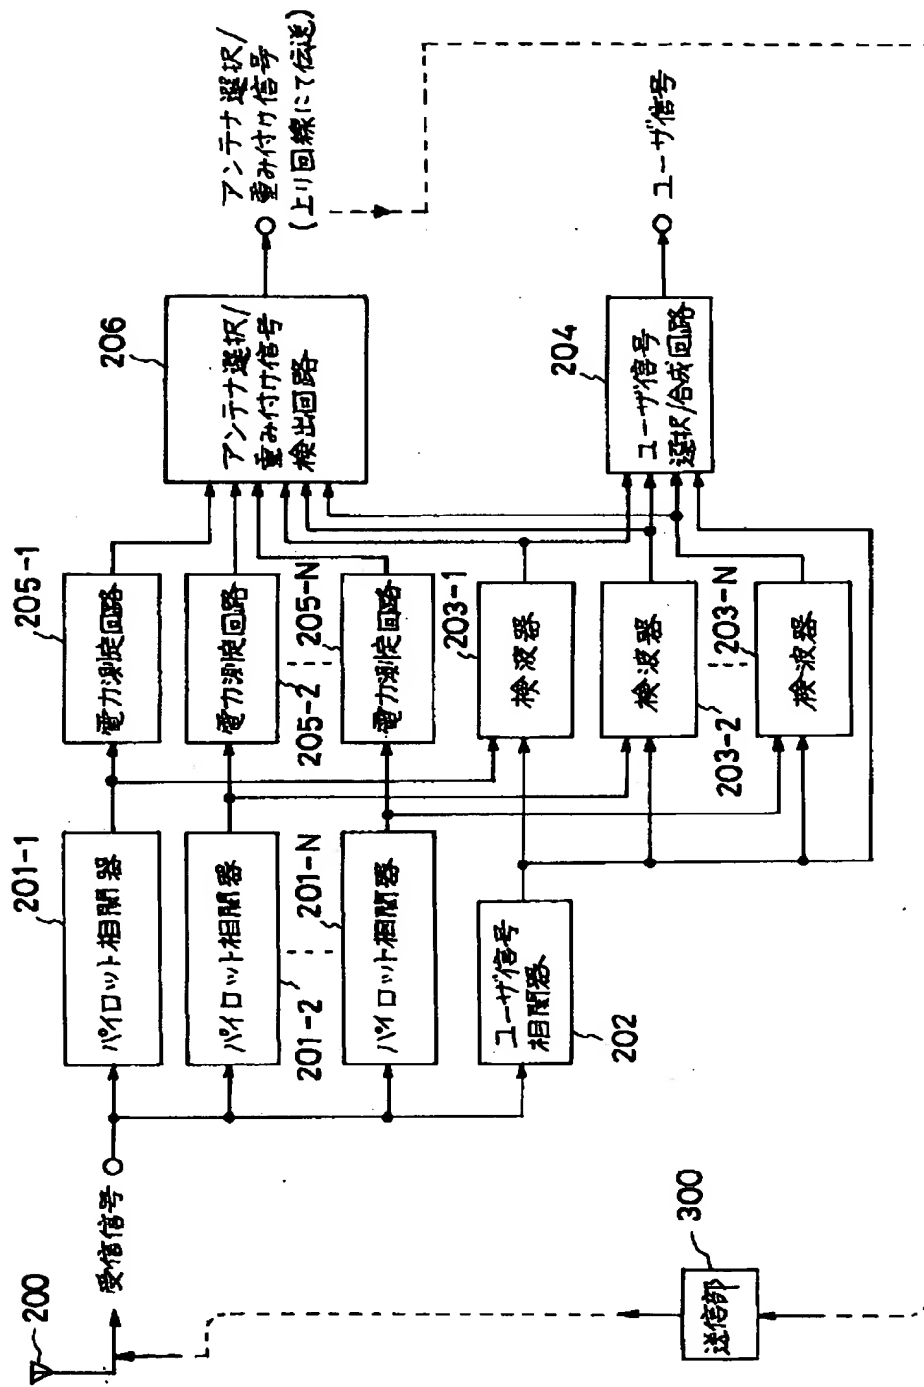 200
受信信号
201-1
パイロット相関器
パイロット相関器
201-2
201-N
パイロット相関器
ユーザ信号
相関器
202
205-1
電力測定回路
電力測定回路
205-2
205-N
電力測定回路
203-1
検波器
検波器
203-2
203-N
検波器
206
アンテナ選択/
重み付け信号
検出回路
204
ユーザ信号
選択/合成回路
アンテナ選択/
重み付け信号
(上り回線にて伝送)
ユーザ信号
300
送信部